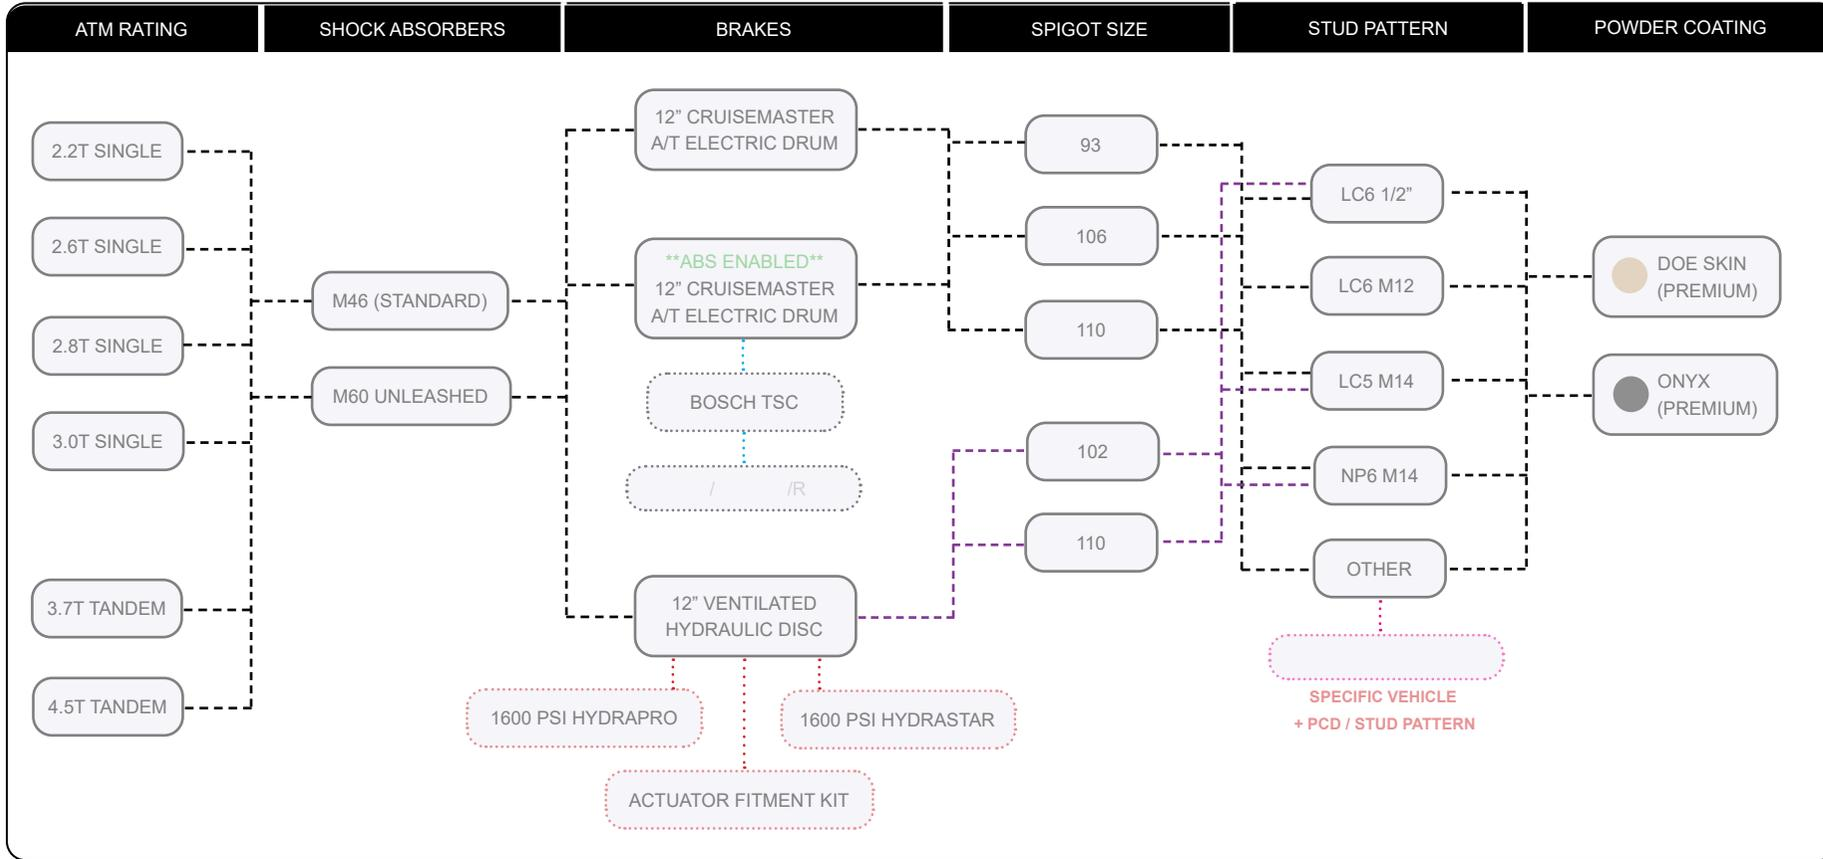 ATM RATING
SHOCK ABSORBERS
BRAKES
SPIGOT SIZE
STUD PATTERN
POWDER COATING
2.2T SINGLE
2.6T SINGLE
2.8T SINGLE
3.0T SINGLE
3.7T TANDEM
4.5T TANDEM
M46 (STANDARD)
M60 UNLEASHED
12” CRUISEMASTER
A/T ELECTRIC DRUM
**ABS ENABLED**
12” CRUISEMASTER
A/T ELECTRIC DRUM
BOSCH TSC
/ /R
12” VENTILATED
HYDRAULIC DISC
1600 PSI HYDRAPRO
1600 PSI HYDRASTAR
ACTUATOR FITMENT KIT
93
106
110
102
110
LC6 1/2”
LC6 M12
LC5 M14
NP6 M14
OTHER
SPECIFIC VEHICLE
+ PCD / STUD PATTERN
DOE SKIN
(PREMIUM)
ONYX
(PREMIUM)